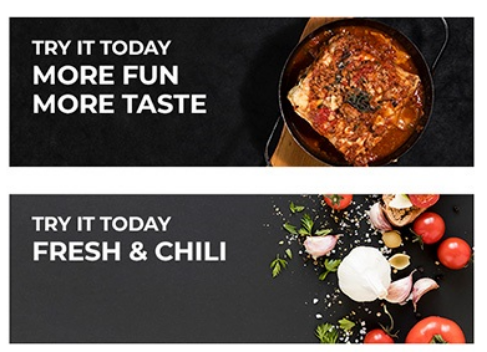 TRY IT TODAY
MORE FUN
MORE TASTE
TRY IT TODAY
FRESH & CHILI